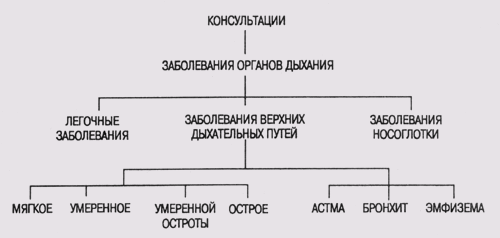 КОНСУЛЬТАЦИИ
ЗАБОЛЕВАНИЯ ОРГАНОВ ДЫХАНИЯ
ЛЕГОЧНЫЕ
ЗАБОЛЕВАНИЯ
ЗАБОЛЕВАНИЯ ВЕРХНИХ
ДЫХАТЕЛЬНЫХ ПУТЕЙ
ЗАБОЛЕВАНИЯ
НОСОГЛОТКИ
МЯГКОЕ
УМЕРЕННОЕ
УМЕРЕННОЙ
ОСТРОТЫ
ОСТРОЕ
АСТМА
БРОНХИТ
ЭМФИЗЕМА